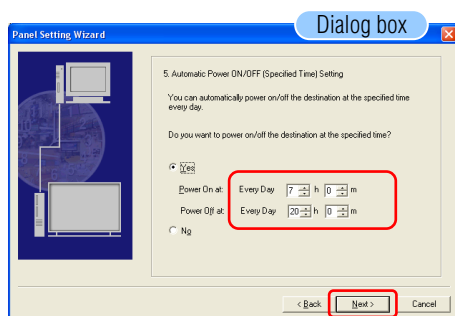 Dialog box
Panel Setting Wizard
5. Automatic Power ON/OFF (Specified Time) Setting
You can automatically power on/off the destination at the specified time
every day.
Do you want to power on/off the destination at the specified time?
Yes
Power On at: Every Day 7 h 0 m
Power Off at: Every Day 20 h 0 m
No
< Back Next > Cancel